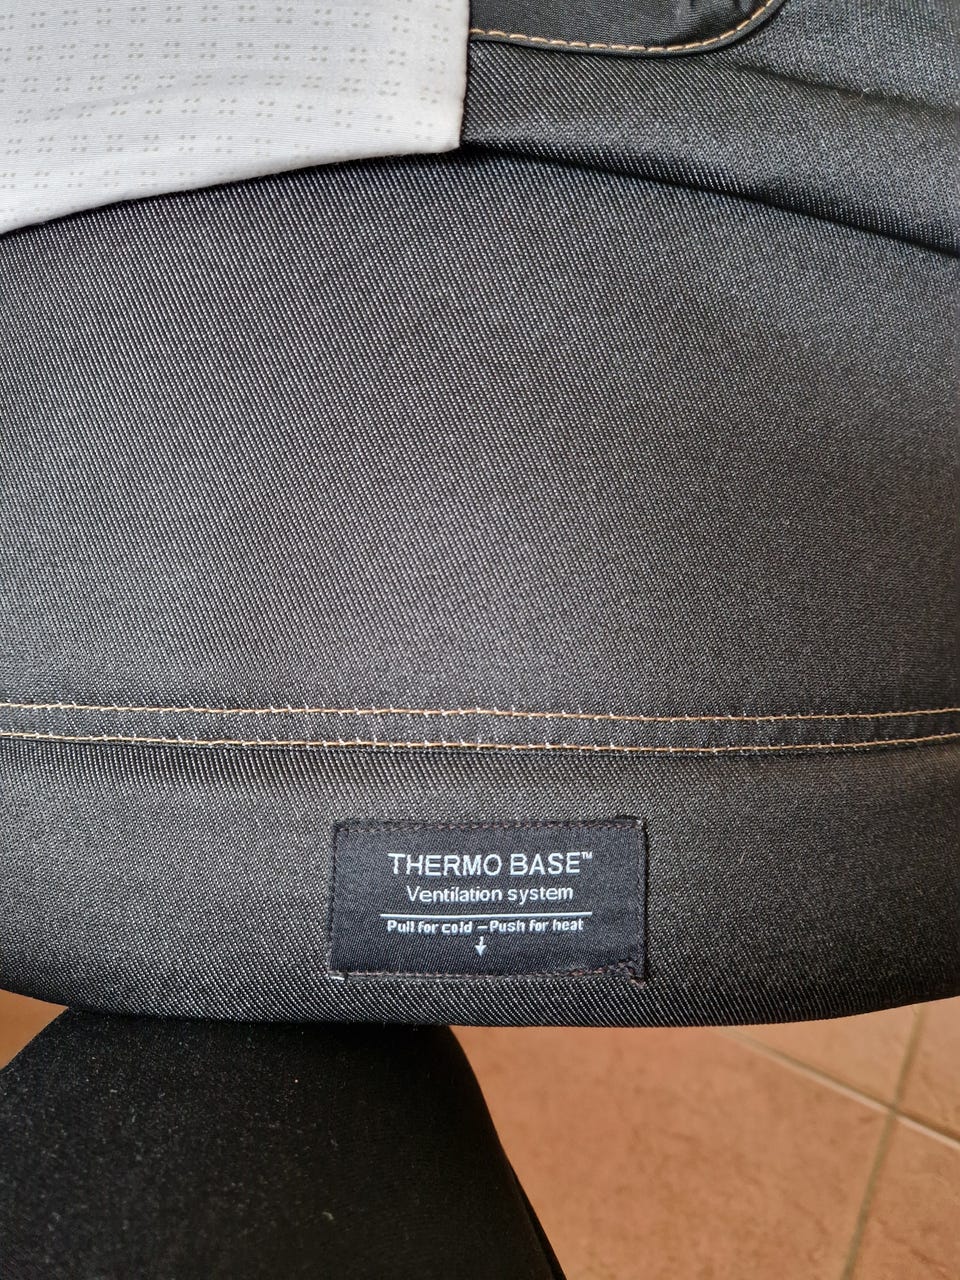 THERMO BASE™
Ventilation system
Pull for cold – Push for heat
↓